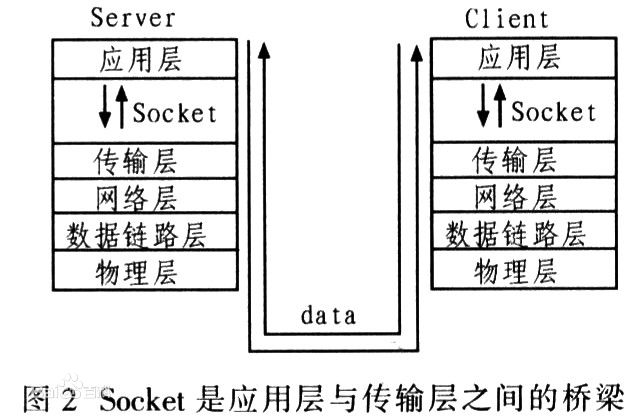 Server
Client
应用层
Socket
传输层
网络层
数据链路层
物理层
应用层
Socket
传输层
网络层
数据链路层
物理层
data
图 2 Socket 是应用层与传输层之间的桥梁